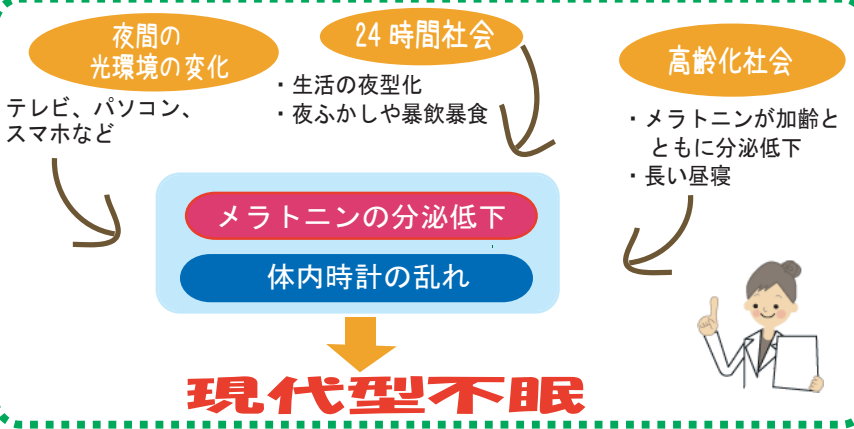 夜間の
光環境の変化
テレビ、パソコン、
スマホなど
24時間社会
・生活の夜型化
・夜ふかしや暴飲暴食
高齢化社会
・メラトニンが加齢と
ともに分泌低下
・長い昼寝
メラトニンの分泌低下
体内時計の乱れ
現代型不眠